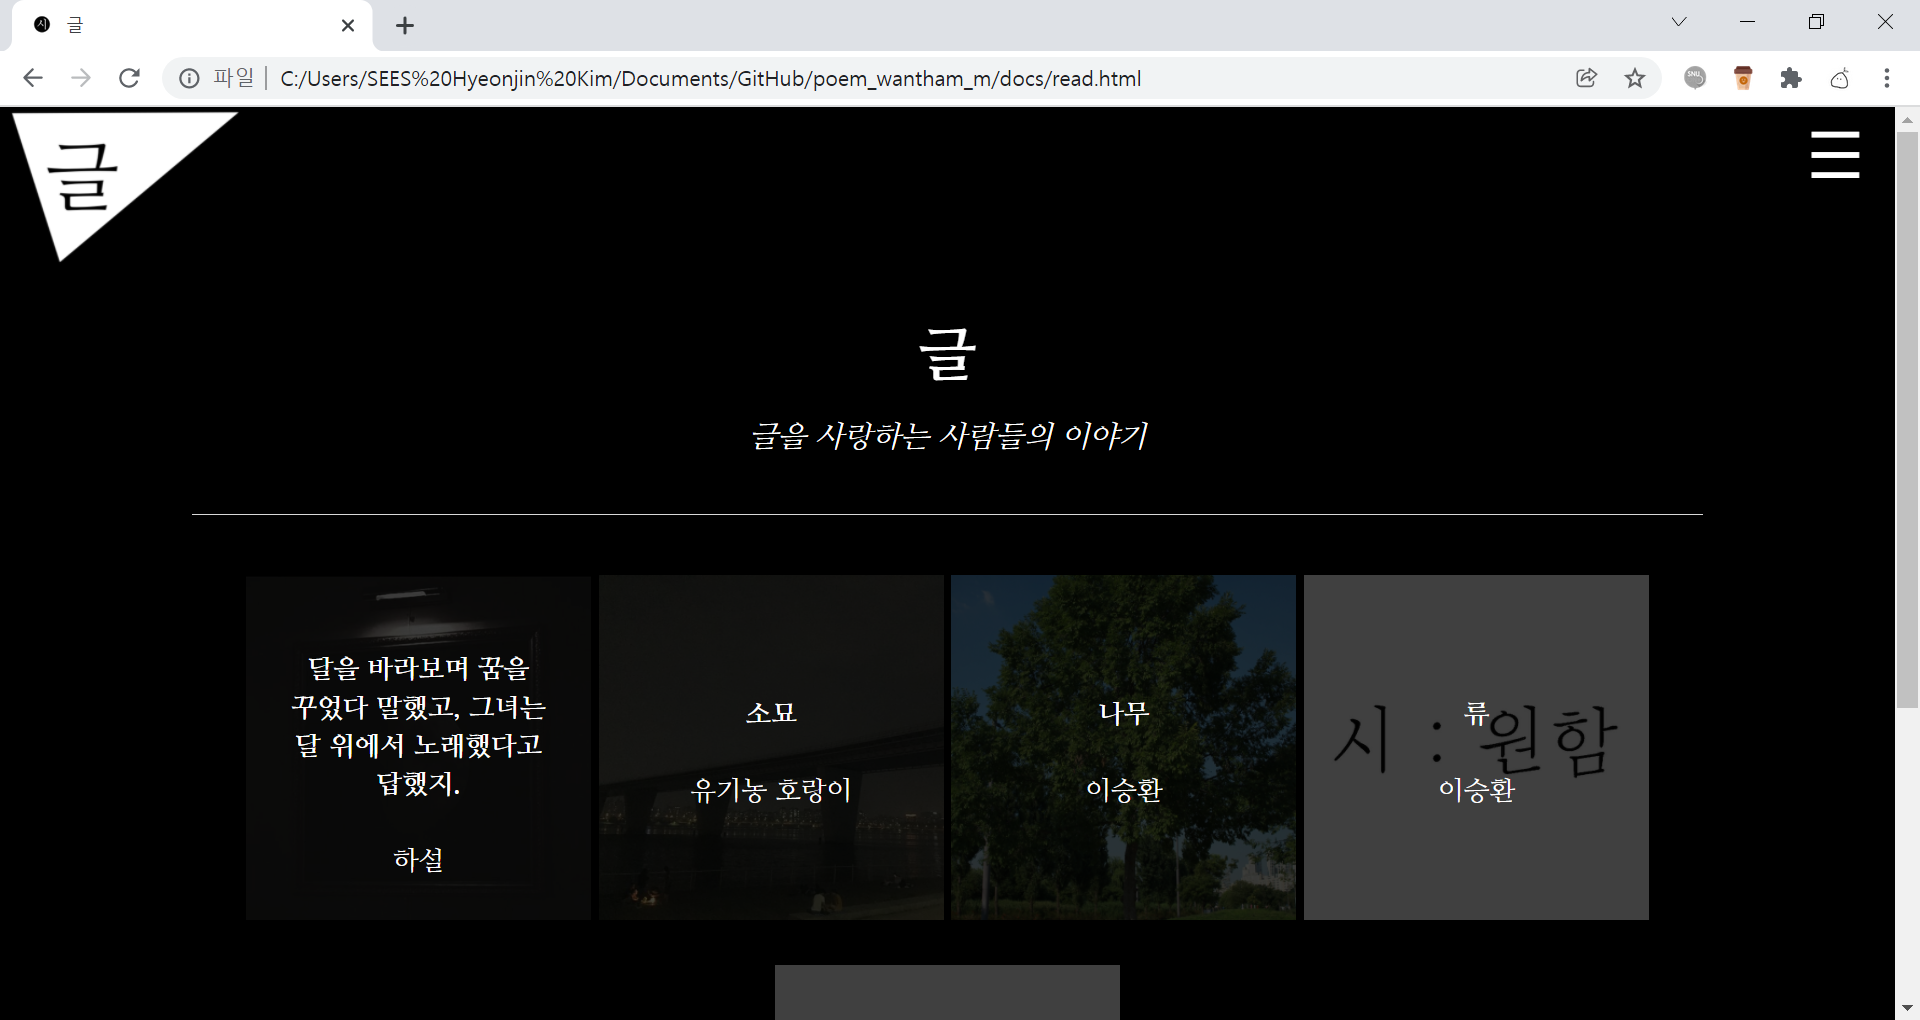 시 글
파일 C:/Users/SEES%20Hyeonjin%20Kim/Documents/GitHub/poem_wantham_m/docs/read.html
SNU
글
글
글을 사랑하는 사람들의 이야기
달을 바라보며 꿈을
꾸었다 말했고, 그녀는
달 위에서 노래했다고
답했지.
하설
소묘
유기농 호랑이
나무
이승환
시 : 원함
류
이승환